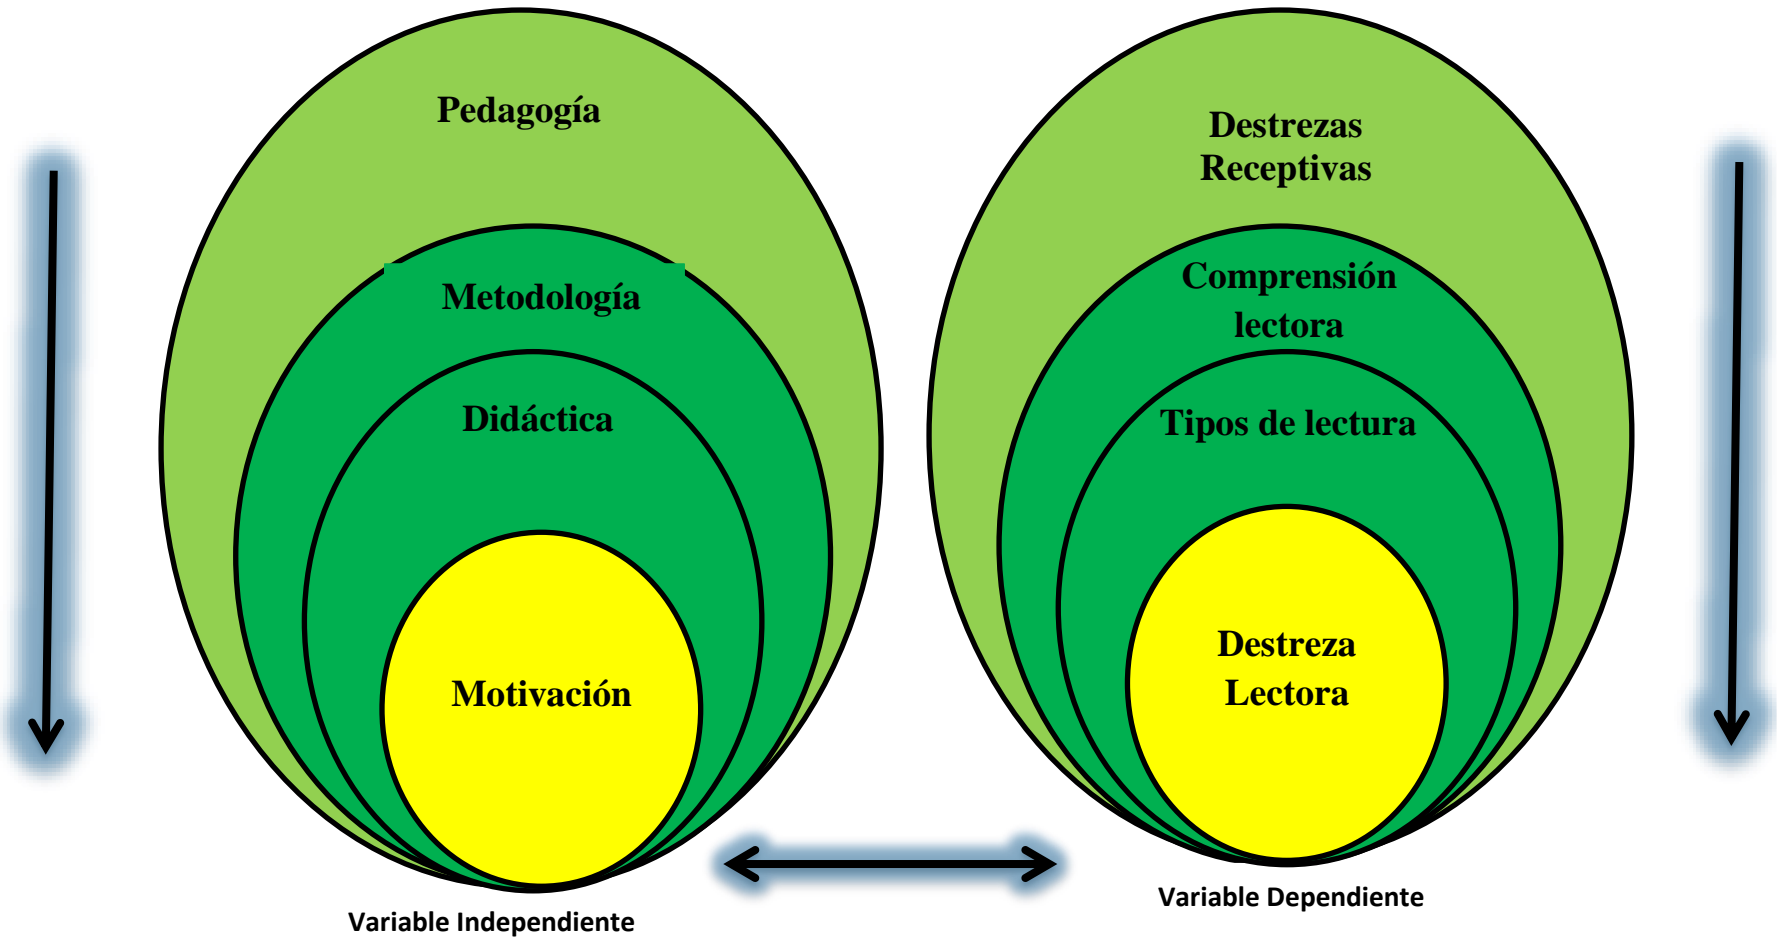 Pedagogía
Metodología
Didáctica
Motivación
Variable Independiente
Destrezas
Receptivas
Comprensión
lectora
Tipos de lectura
Destreza
Lectora
Variable Dependiente